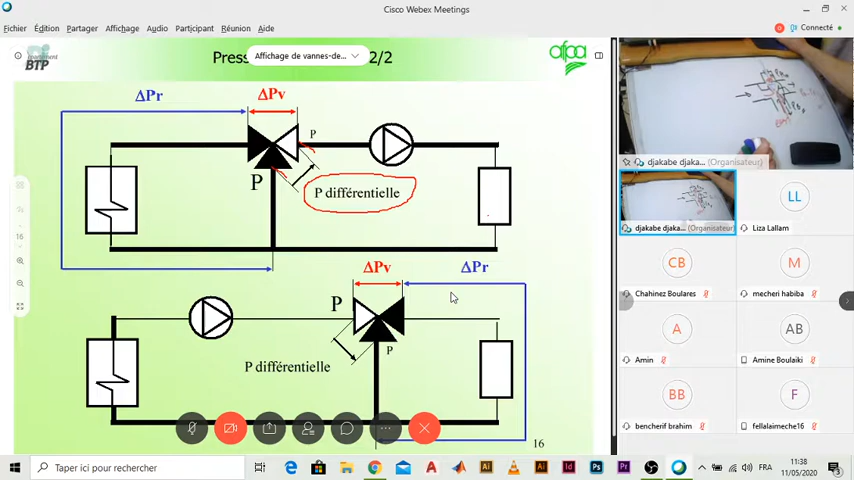 Cisco Webex Meetings
Fichier Edition Partager Affichage Audio Participant Réunion Aide
Connecté
BTP
Press
Affichage de vannes-de...
2/2
afpa
ΔPr
ΔPv
P
P
P différentielle
16
ΔPv
ΔPr
P
P
P différentielle
16
djakabe djaka... (Organisateur)
djakabe djaka... (Organisateur)
LL
Liza Lallam
CB
Chahinez Boulares
M
mecheri habiba
A
Amin
AB
Amine Boulaiki
BB
bencherif brahim
F
fellalaimeche16
Taper ici pour rechercher
FRA
11:38
11/05/2020